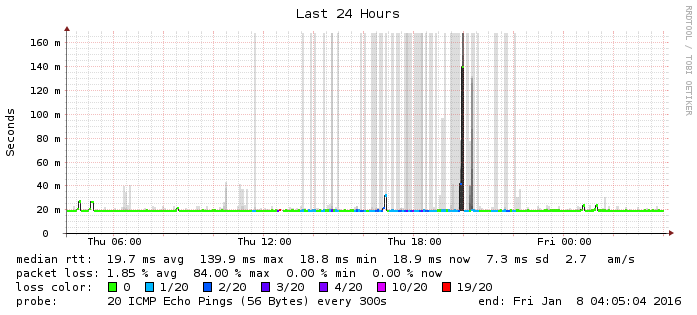 Last 24 Hours
RRDTOOL / TOBI OETIKER
Seconds
160 m
140 m
120 m
100 m
80 m
60 m
40 m
20 m
0
Thu 06:00 Thu 12:00 Thu 18:00 Fri 00:00
median rtt: 19.7 ms avg 139.9 ms max 18.8 ms min 18.9 ms now 7.3 ms sd 2.7 am/s
packet loss: 1.85 % avg 84.00 % max 0.00 % min 0.00 % now
loss color: 0 1/20 2/20 3/20 4/20 10/20 19/20
probe: 20 ICMP Echo Pings (56 Bytes) every 300s end: Fri Jan 8 04:05:04 2016